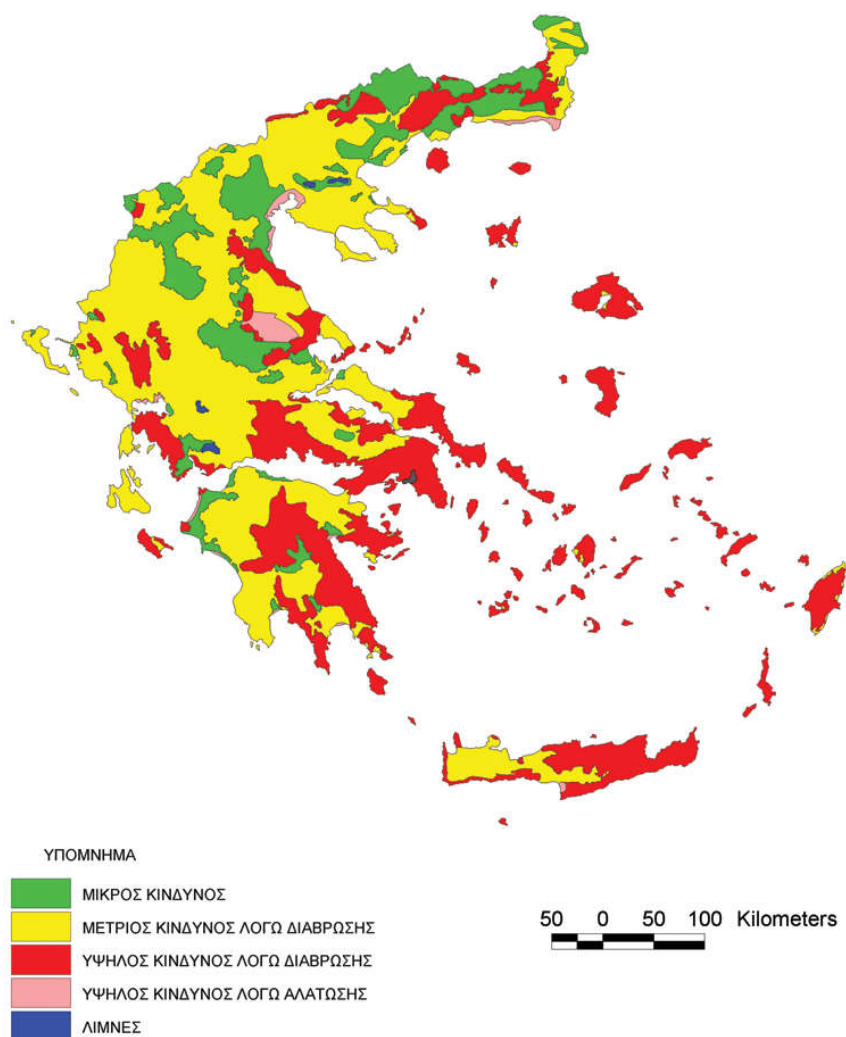 ΥΠΟΜΝΗΜΑ
ΜΙΚΡΟΣ ΚΙΝΔΥΝΟΣ
ΜΕΤΡΙΟΣ ΚΙΝΔΥΝΟΣ ΛΟΓΩ ΔΙΑΒΡΩΣΗΣ
ΥΨΗΛΟΣ ΚΙΝΔΥΝΟΣ ΛΟΓΩ ΔΙΑΒΡΩΣΗΣ
ΥΨΗΛΟΣ ΚΙΝΔΥΝΟΣ ΛΟΓΩ ΑΛΑΤΩΣΗΣ
ΛΙΜΝΕΣ
50 0 50 100 Kilometers